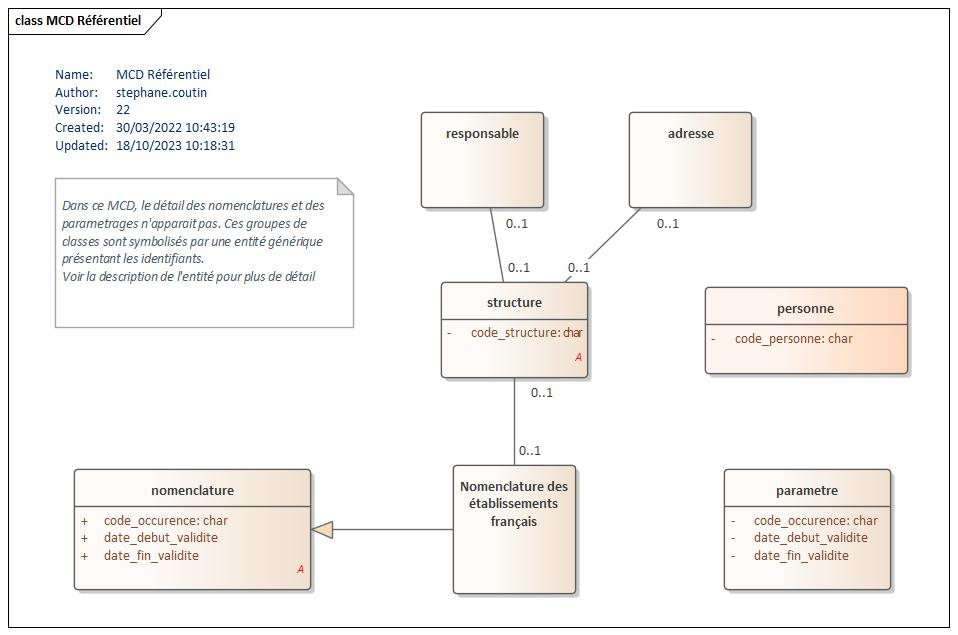 class MCD Référentiel
Name: MCD Référentiel
Author: stephane.coutin
Version: 22
Created: 30/03/2022 10:43:19
Updated: 18/10/2023 10:18:31
Dans ce MCD, le détail des nomenclatures et des
parametrages n'apparait pas. Ces groupes de
classes sont symbolisés par une entité générique
présentant les identifiants.
Voir la description de l'entité pour plus de détail
responsable
adresse
0..1
0..1
0..1
0..1
structure
- code_structure: char
A
personne
- code_personne: char
0..1
0..1
nomenclature
+ code_occurence: char
+ date_debut_validite
+ date_fin_validite
A
Nomenclature des
établissements
français
parametre
- code_occurence: char
- date_debut_validite
- date_fin_validite